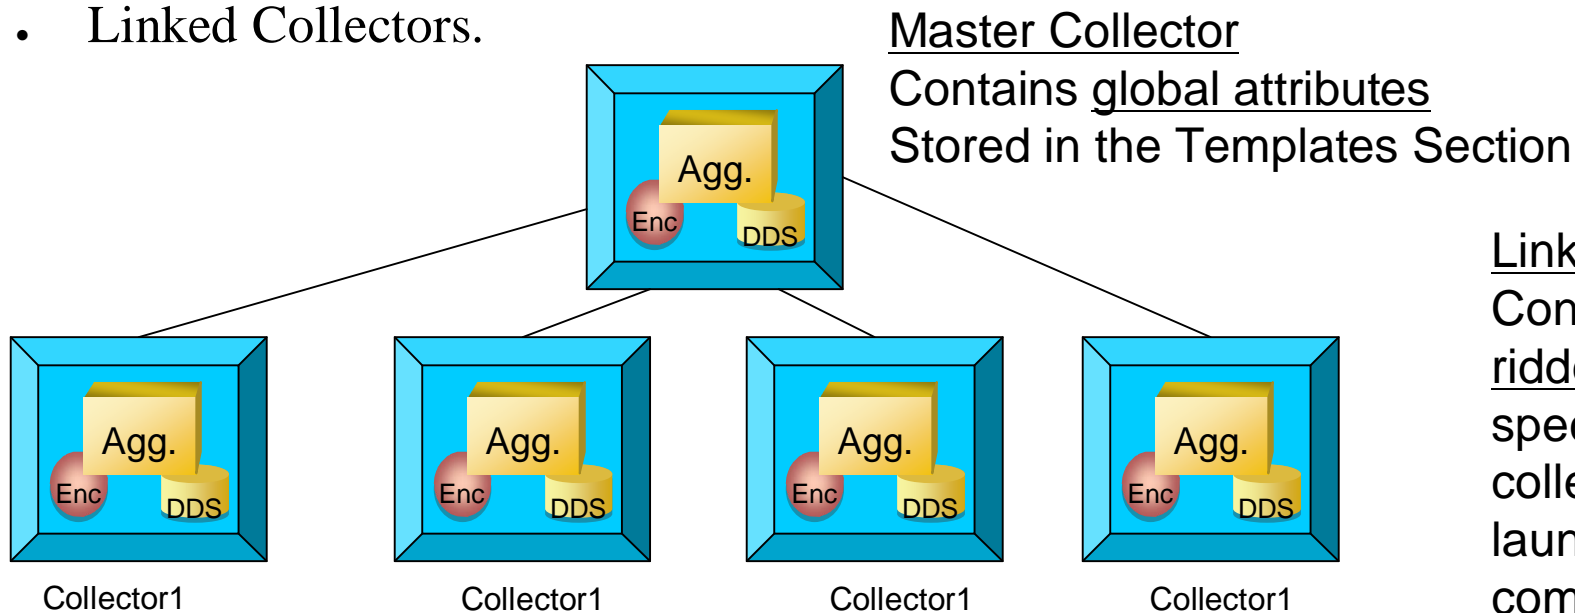 • Linked Collectors.
Master Collector
Contains global attributes
Stored in the Templates Section
Agg.
Enc
DDS
Agg.
Enc
DDS
Agg.
Enc
DDS
Agg.
Enc
DDS
Agg.
Enc
DDS
Collector1
Collector1
Collector1
Collector1